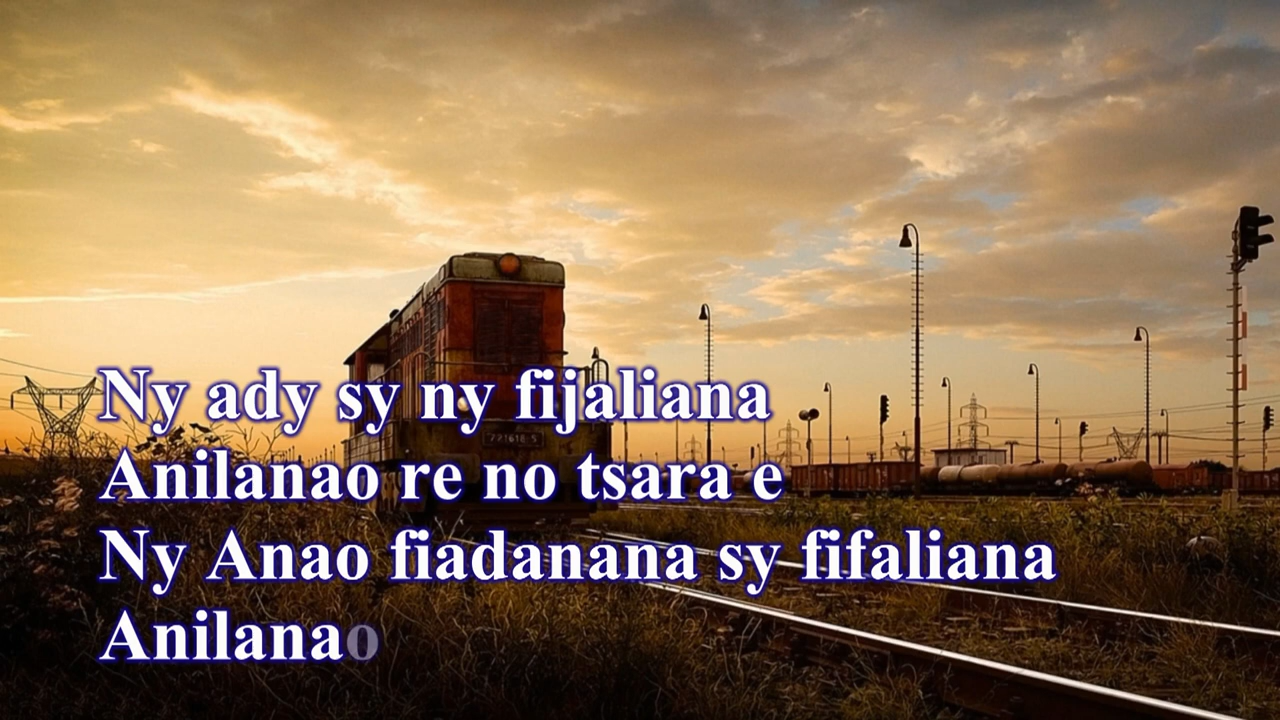 Ny ady sy ny fijaliana
Anilanao re no tsara e
Ny Anao fiadanana sy fifaliana
Anilanao